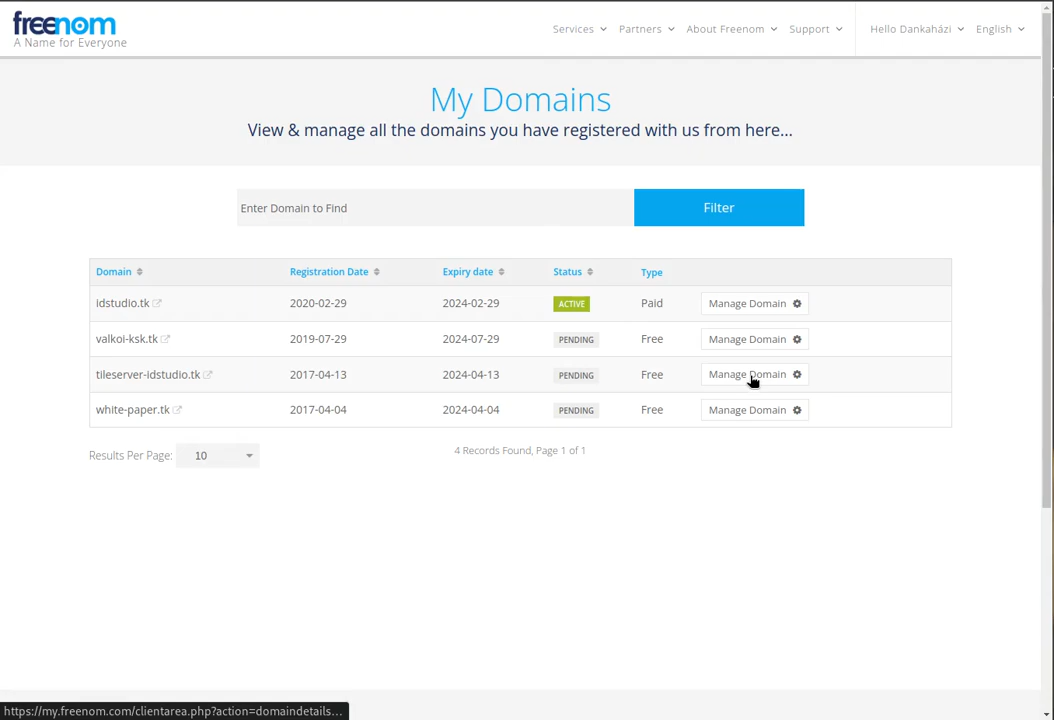 freenom
A Name for Everyone
Services Partners About Freenom Support Hello Dankaházi English
My Domains
View & manage all the domains you have registered with us from here...
Enter Domain to Find Filter
Domain Registration Date Expiry date Status Type
idstudio.tk 2020-02-29 2024-02-29 ACTIVE Paid Manage Domain
valkoi-ksk.tk 2019-07-29 2024-07-29 PENDING Free Manage Domain
tileserver-idstudio.tk 2017-04-13 2024-04-13 PENDING Free Manage Domain
white-paper.tk 2017-04-04 2024-04-04 PENDING Free Manage Domain
Results Per Page: 10 4 Records Found, Page 1 of 1
https://my.freenom.com/clientarea.php?action=domaindetails...